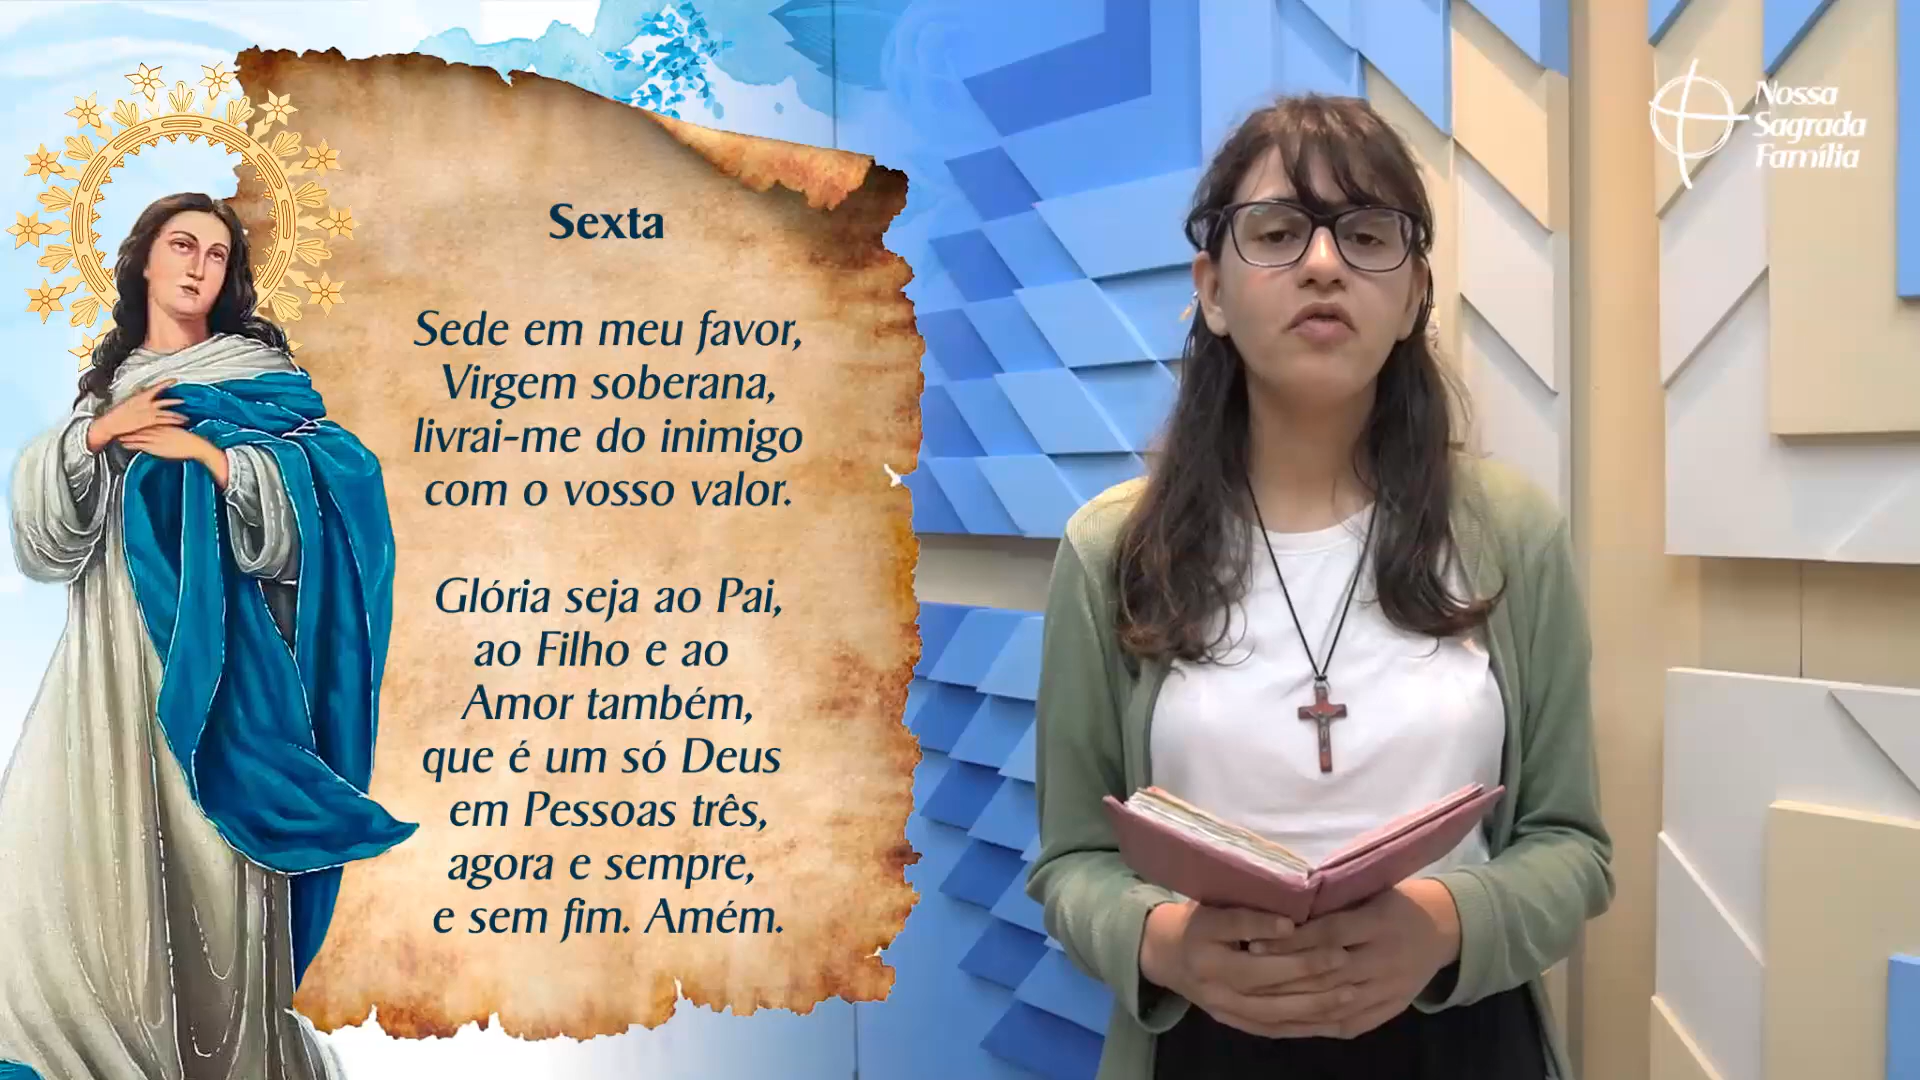 Sexta
Sede em meu favor,
Virgem soberana,
livrai-me do inimigo
com o vosso valor.
Glória seja ao Pai,
ao Filho e ao
Amor também,
que é um só Deus
em Pessoas três,
agora e sempre,
e sem fim. Amém.
Nossa
Sagrada
Família